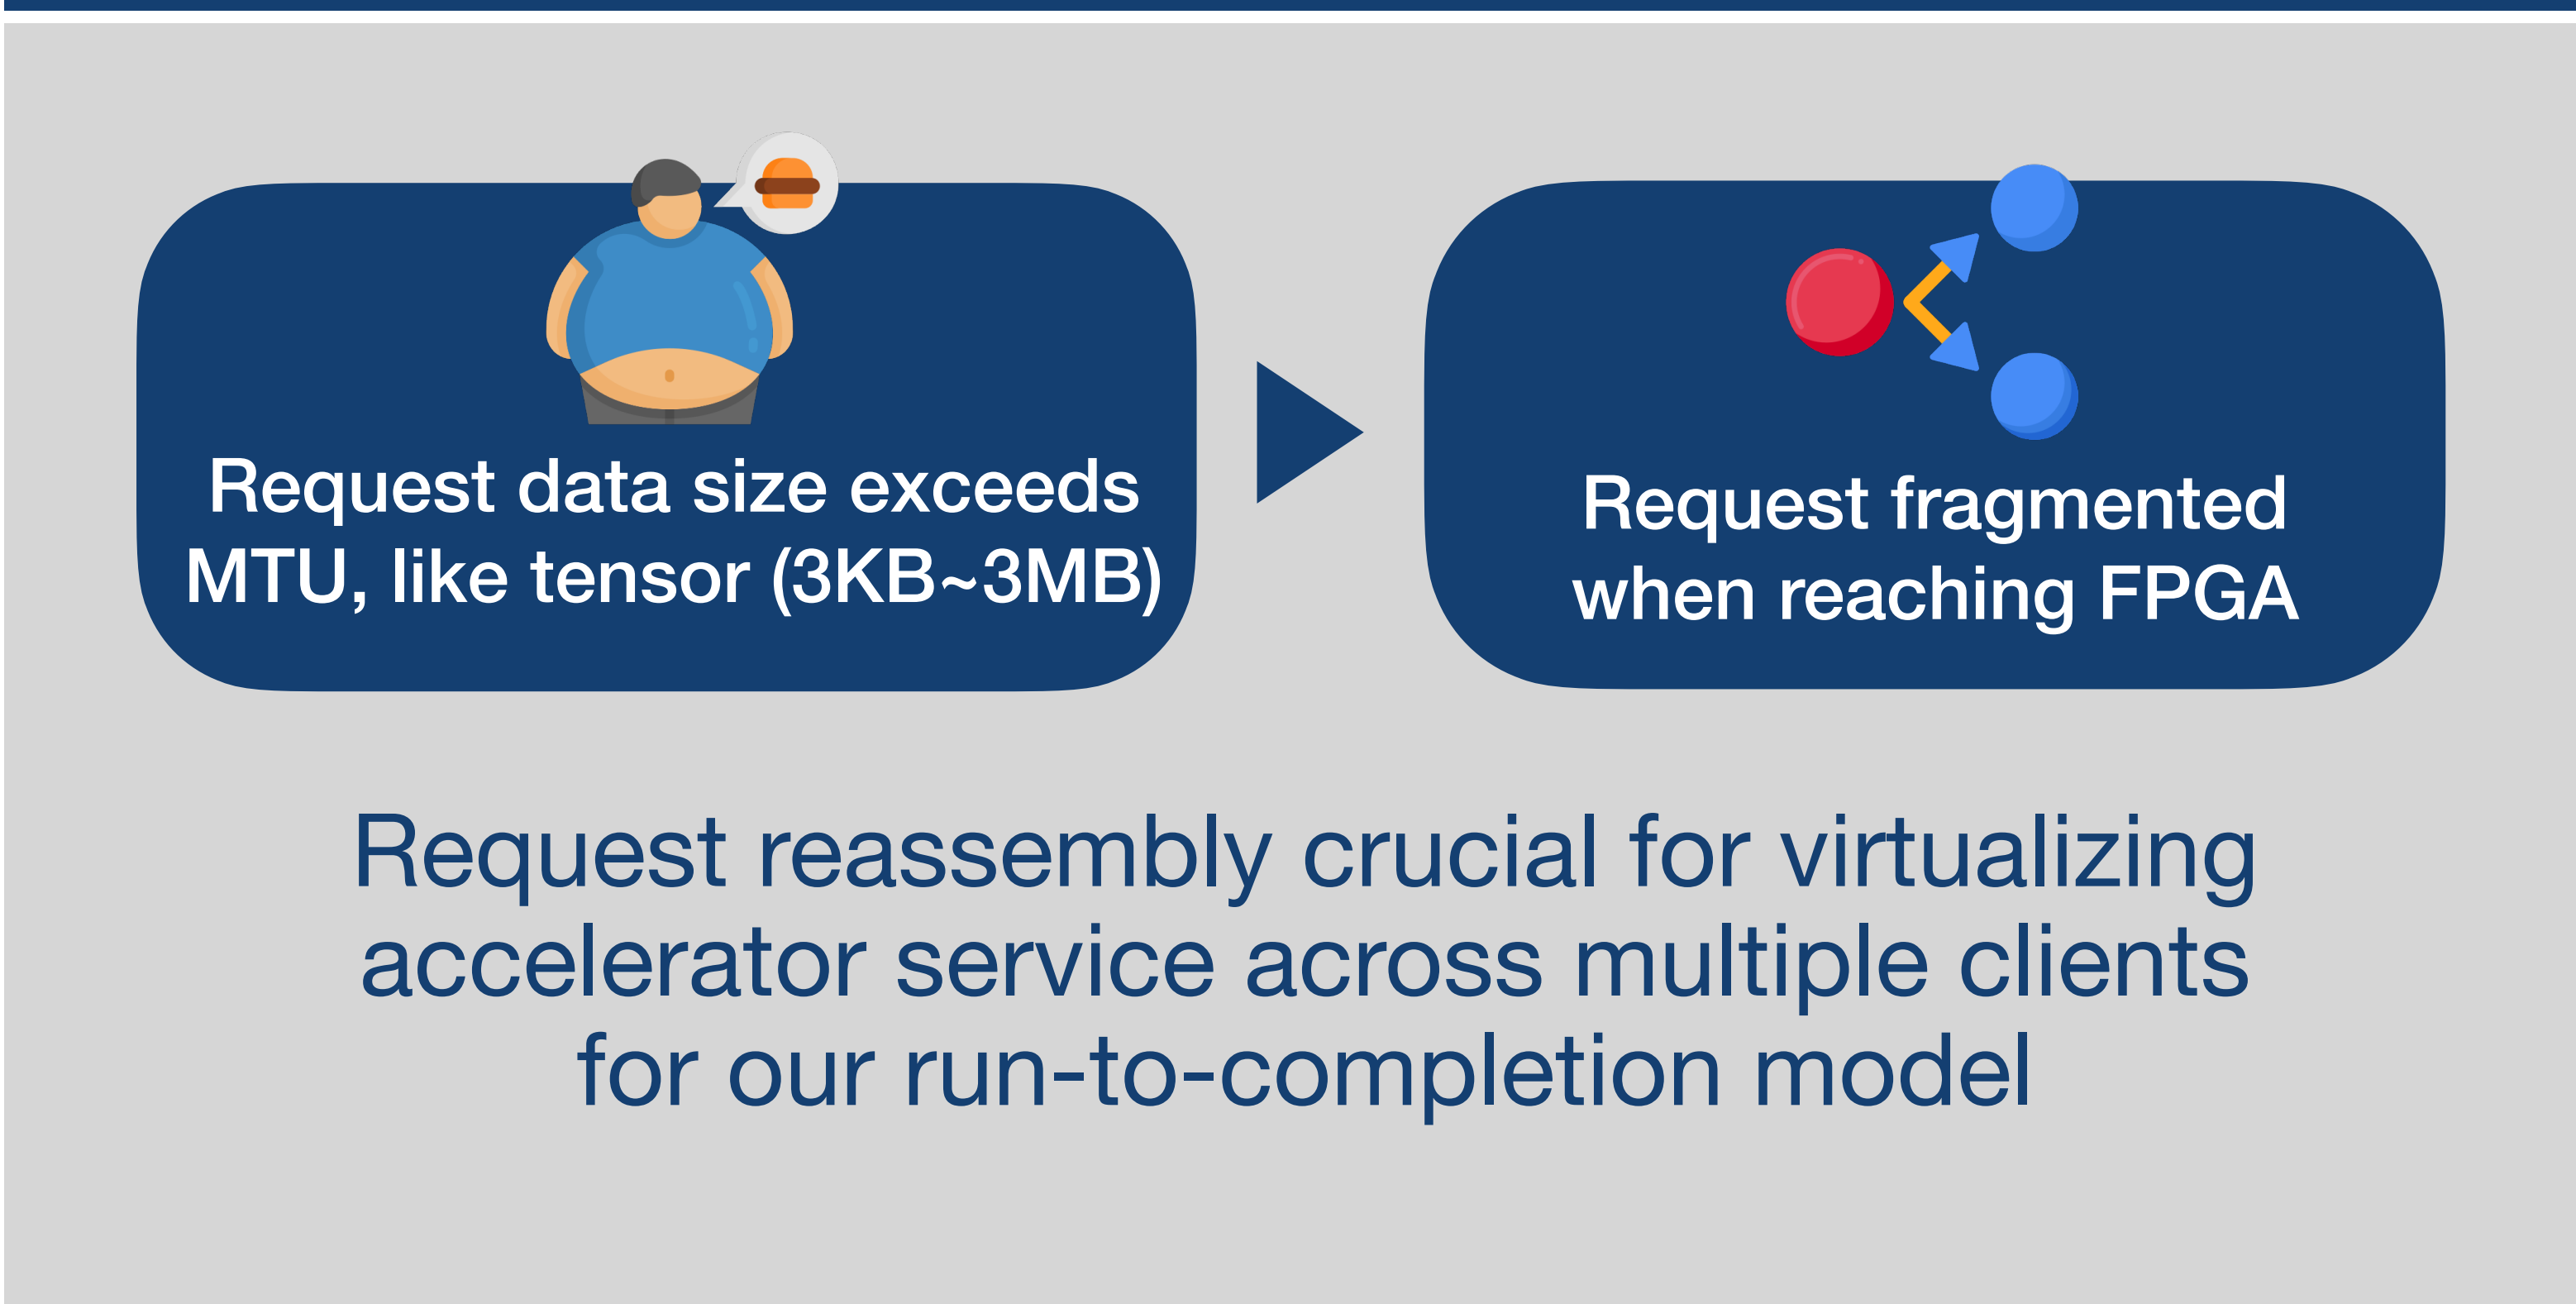 Request data size exceeds
MTU, like tensor (3KB~3MB)
Request fragmented
when reaching FPGA
Request reassembly crucial for virtualizing
accelerator service across multiple clients
for our run-to-completion model